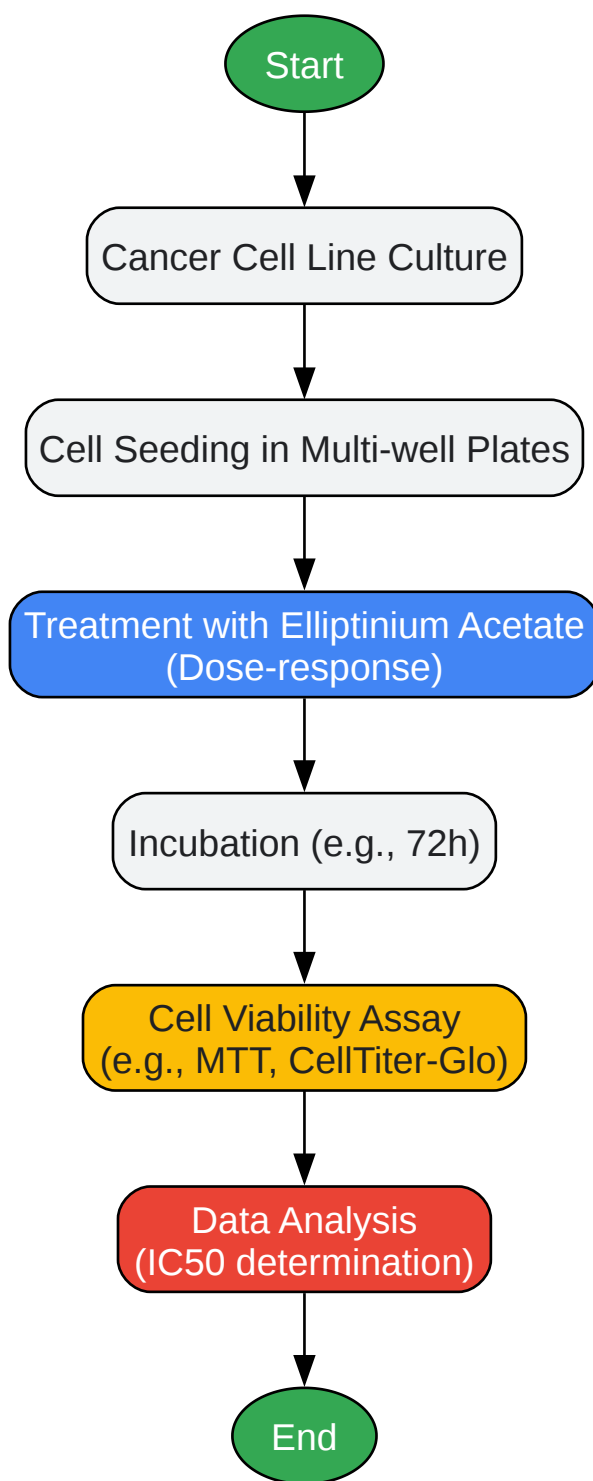 Start
Cancer Cell Line Culture
Cell Seeding in Multi-well Plates
Treatment with Elliptinium Acetate
(Dose-response)
Incubation (e.g., 72h)
Cell Viability Assay
(e.g., MTT, CellTiter-Glo)
Data Analysis
(IC50 determination)
End